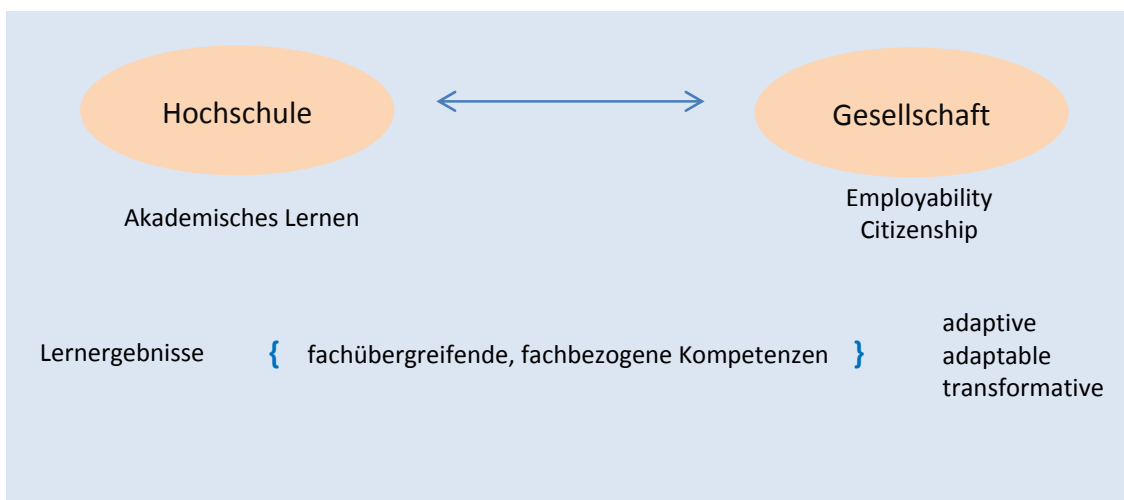 Hochschule
Gesellschaft
Akademisches Lernen
Employability
Citizenship
Lernergebnisse { fachübergreifende, fachbezogene Kompetenzen }
adaptive
adaptable
transformative